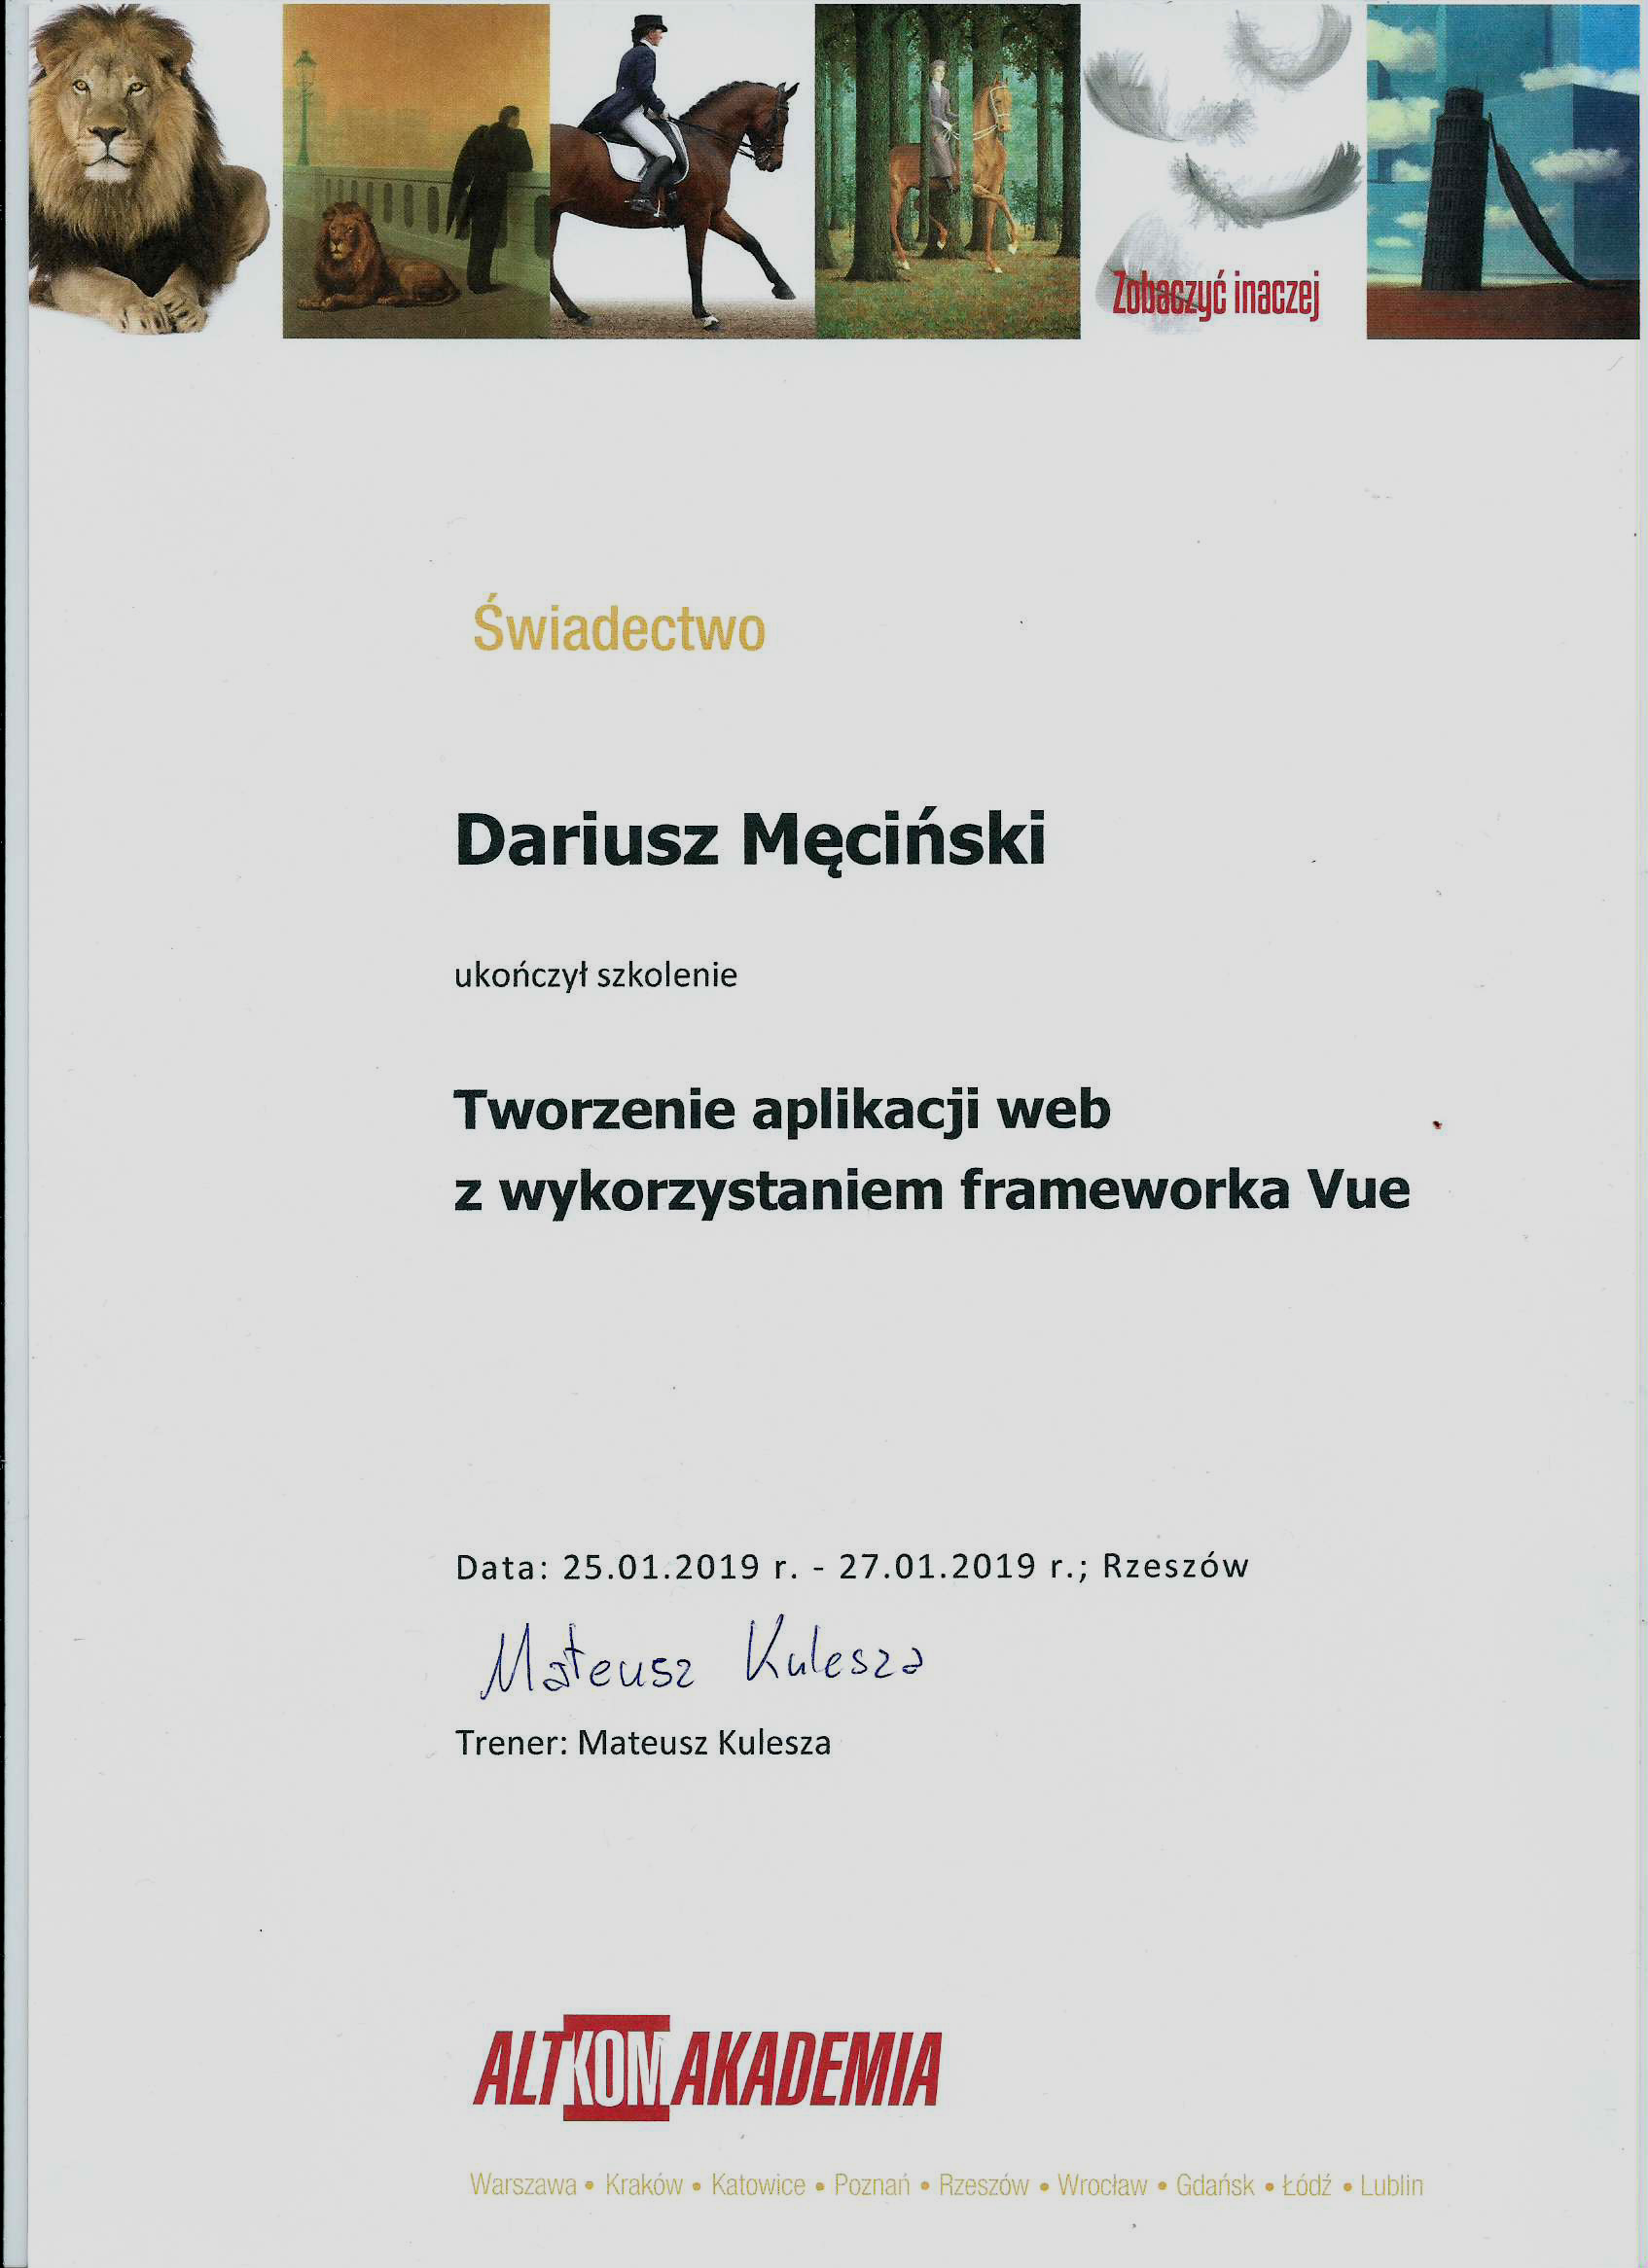 Zobaczyć inaczej
Świadectwo
Dariusz Męciński
ukończył szkolenie
Tworzenie aplikacji web
z wykorzystaniem frameworka Vue
Data: 25.01.2019 r. - 27.01.2019 r.; Rzeszów
Mateusz Kulesza
Trener: Mateusz Kulesza
ALTKOM AKADEMIA
Warszawa • Kraków • Katowice • Poznań • Rzeszów • Wrocław • Gdańsk • Łódź • Lublin